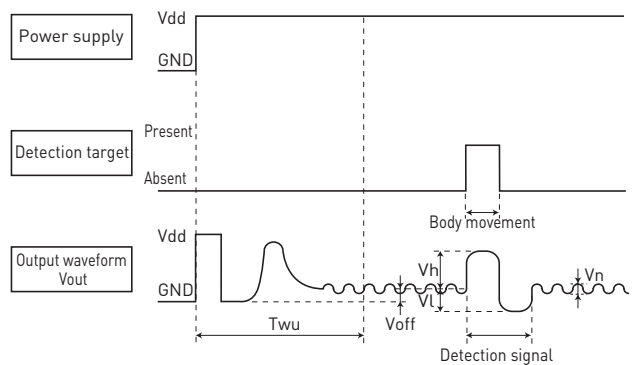 Power supply
Vdd
GND
Detection target
Present
Absent
Body movement
Output waveform
Vout
Vdd
GND
Vh
Vl
Vn
Twu
Voff
Detection signal